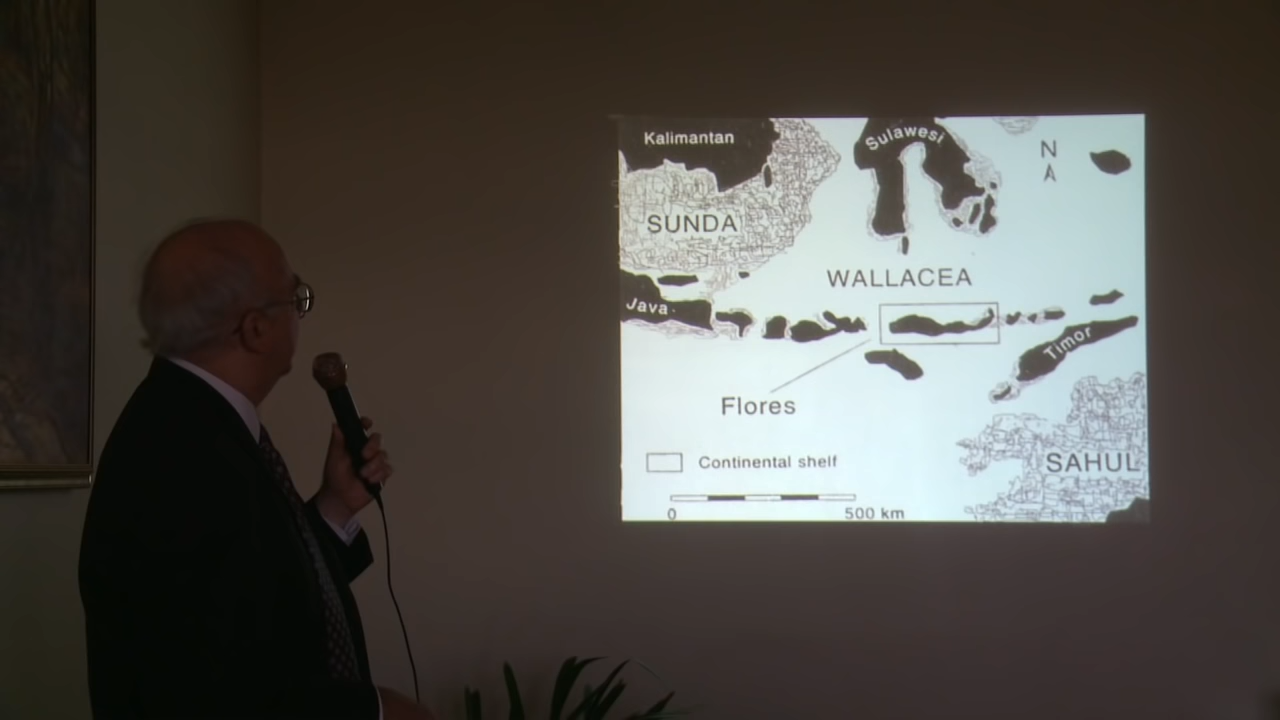 Kalimantan
Sulawesi
N
SUNDA
WALLACEA
Java
Timor
Flores
SAHUL
Continental shelf
0 500 km